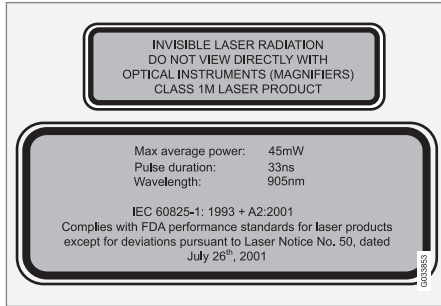 INVISIBLE LASER RADIATION
DO NOT VIEW DIRECTLY WITH
OPTICAL INSTRUMENTS (MAGNIFIERS)
CLASS 1M LASER PRODUCT
Max average power: 45mW
Pulse duration: 33ns
Wavelength: 905nm
IEC 60825-1: 1993 + A2:2001
Complies with FDA performance standards for laser products
except for deviations pursuant to Laser Notice No. 50, dated
July 26th, 2001
G033853